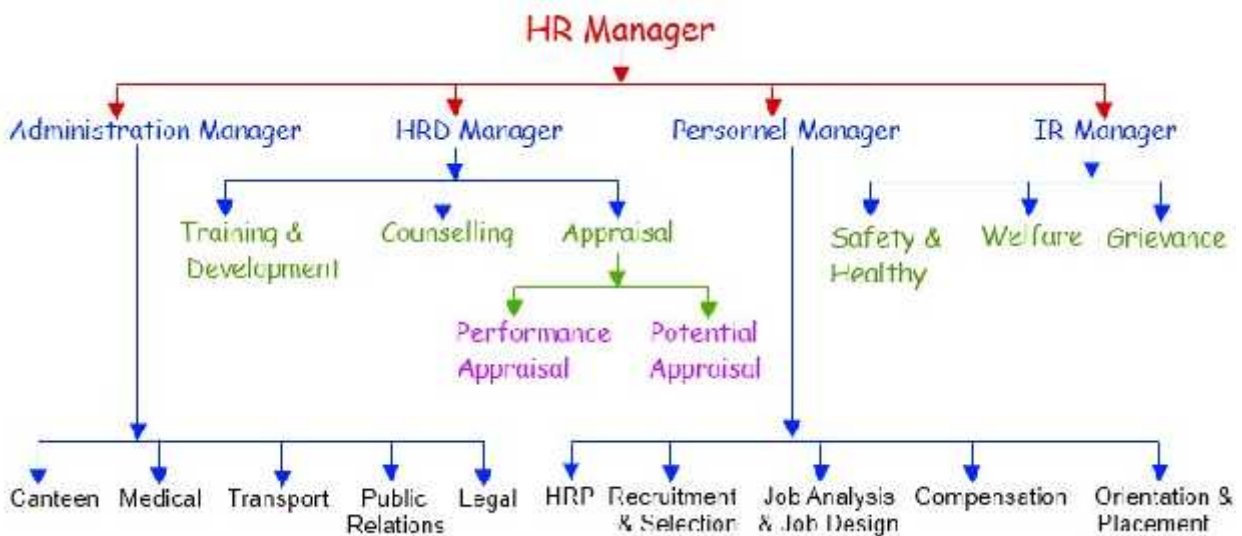 HR Manager
Administration Manager HRD Manager Personnel Manager IR Manager
Training & Counselling Appraisal Safety & Welfare Grievance
Development Healthy
Performance Potential
Appraisal Appraisal
Canteen Medical Transport Public Legal HRP Recruitment Job Analysis Compensation Orientation &
Relations & Selection & Job Design Placement